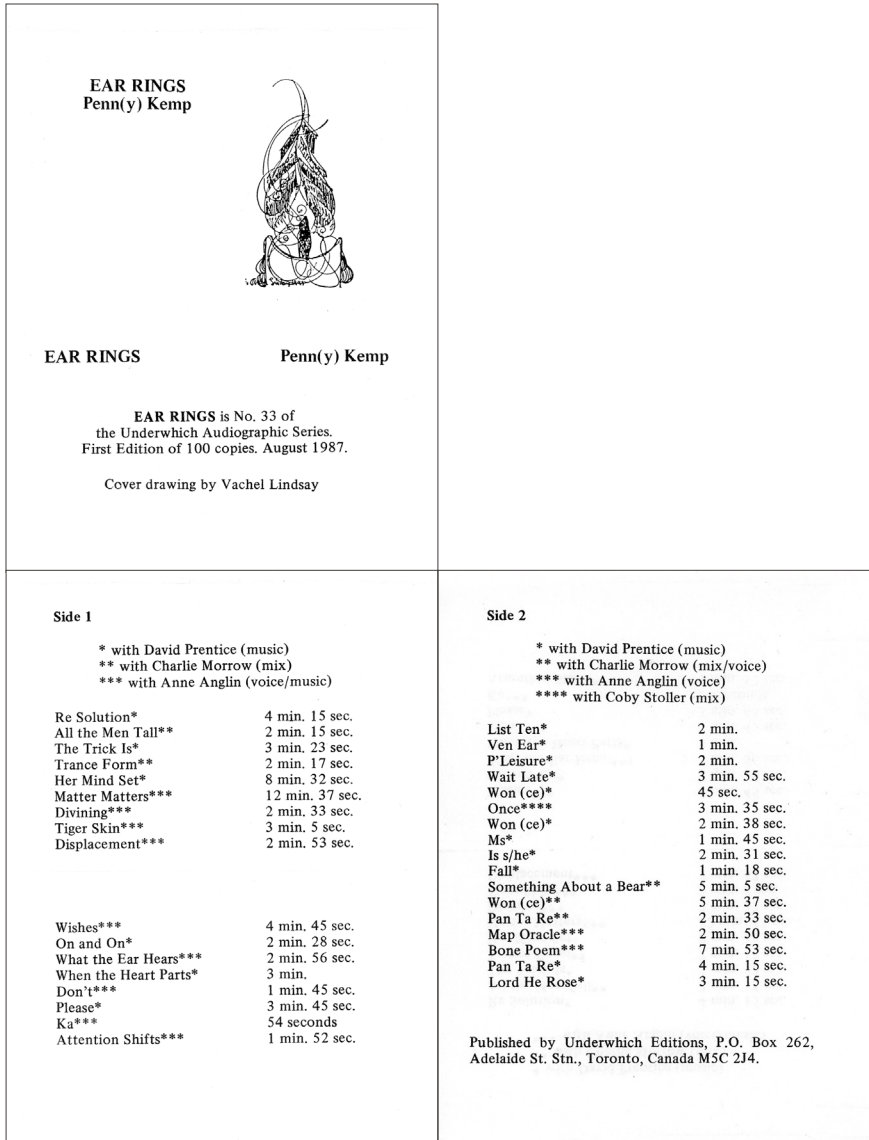 EAR RINGS
Penn(y) Kemp
EAR RINGS Penn(y) Kemp
EAR RINGS is No. 33 of
the Underwhich Audiographic Series.
First Edition of 100 copies. August 1987.
Cover drawing by Vachel Lindsay
Side 1
* with David Prentice (music)
** with Charlie Morrow (mix)
*** with Anne Anglin (voice/music)
Re Solution* 4 min. 15 sec.
All the Men Tall** 2 min. 15 sec.
The Trick Is* 3 min. 23 sec.
Trance Form** 2 min. 17 sec.
Her Mind Set* 8 min. 32 sec.
Matter Matters*** 12 min. 37 sec.
Divining*** 2 min. 33 sec.
Tiger Skin*** 3 min. 5 sec.
Displacement*** 2 min. 53 sec.
Wishes*** 4 min. 45 sec.
On and On* 2 min. 28 sec.
What the Ear Hears*** 2 min. 56 sec.
When the Heart Parts* 3 min.
Don't*** 1 min. 45 sec.
Please* 3 min. 45 sec.
Ka*** 54 seconds
Attention Shifts*** 1 min. 52 sec.
Side 2
* with David Prentice (music)
** with Charlie Morrow (mix/voice)
*** with Anne Anglin (voice)
**** with Coby Stoller (mix)
List Ten* 2 min.
Ven Ear* 1 min.
P'Leisure* 2 min.
Wait Late* 3 min. 55 sec.
Won (ce)* 45 sec.
Once**** 3 min. 35 sec.
Won (ce)* 2 min. 38 sec.
Ms* 1 min. 45 sec.
Is s/he* 2 min. 31 sec.
Fall* 1 min. 18 sec.
Something About a Bear** 5 min. 5 sec.
Won (ce)** 5 min. 37 sec.
Pan Ta Re** 2 min. 33 sec.
Map Oracle*** 2 min. 50 sec.
Bone Poem*** 7 min. 53 sec.
Pan Ta Re* 4 min. 15 sec.
Lord He Rose* 3 min. 15 sec.
Published by Underwhich Editions, P.O. Box 262,
Adelaide St. Stn., Toronto, Canada M5C 2J4.